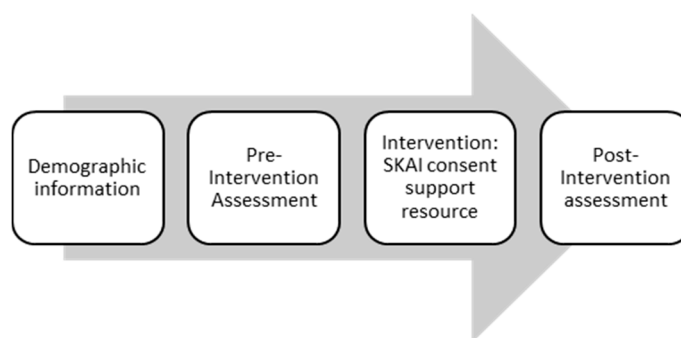 Demographic
information
Pre-
Intervention
Assessment
Intervention:
SKAI consent
support
resource
Post-
Intervention
assessment